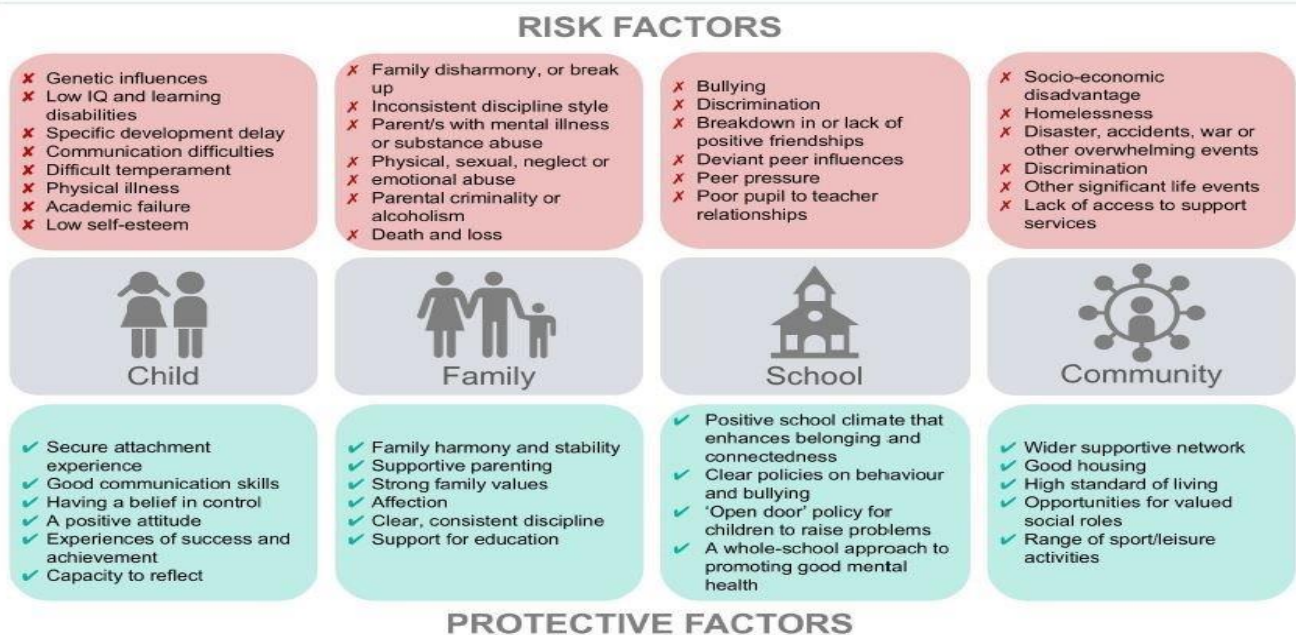 RISK FACTORS
✘ Genetic influences
✘ Low IQ and learning
disabilities
✘ Specific development delay
✘ Communication difficulties
✘ Difficult temperament
✘ Physical illness
✘ Academic failure
✘ Low self-esteem
✗ Family disharmony, or break
up
✗ Inconsistent discipline style
✗ Parent/s with mental illness
or substance abuse
✗ Physical, sexual, neglect or
✗ emotional abuse
✗ Parental criminality or
alcoholism
✗ Death and loss
✗ Bullying
✗ Discrimination
✗ Breakdown in or lack of
positive friendships
✗ Deviant peer influences
✗ Peer pressure
✗ Poor pupil to teacher
relationships
✗ Socio-economic
disadvantage
✗ Homelessness
✗ Disaster, accidents, war or
other overwhelming events
✗ Discrimination
✗ Other significant life events
✗ Lack of access to support
services
Child
Family
School
Community
✔ Secure attachment
experience
✔ Good communication skills
✔ Having a belief in control
✔ A positive attitude
✔ Experiences of success and
achievement
✔ Capacity to reflect
✔ Family harmony and stability
✔ Supportive parenting
✔ Strong family values
✔ Affection
✔ Clear, consistent discipline
✔ Support for education
✔ Positive school climate that
enhances belonging and
connectedness
✔ Clear policies on behaviour
and bullying
✔ ‘Open door’ policy for
children to raise problems
✔ A whole-school approach to
promoting good mental
health
✔ Wider supportive network
✔ Good housing
✔ High standard of living
✔ Opportunities for valued
social roles
✔ Range of sport/leisure
activities
PROTECTIVE FACTORS